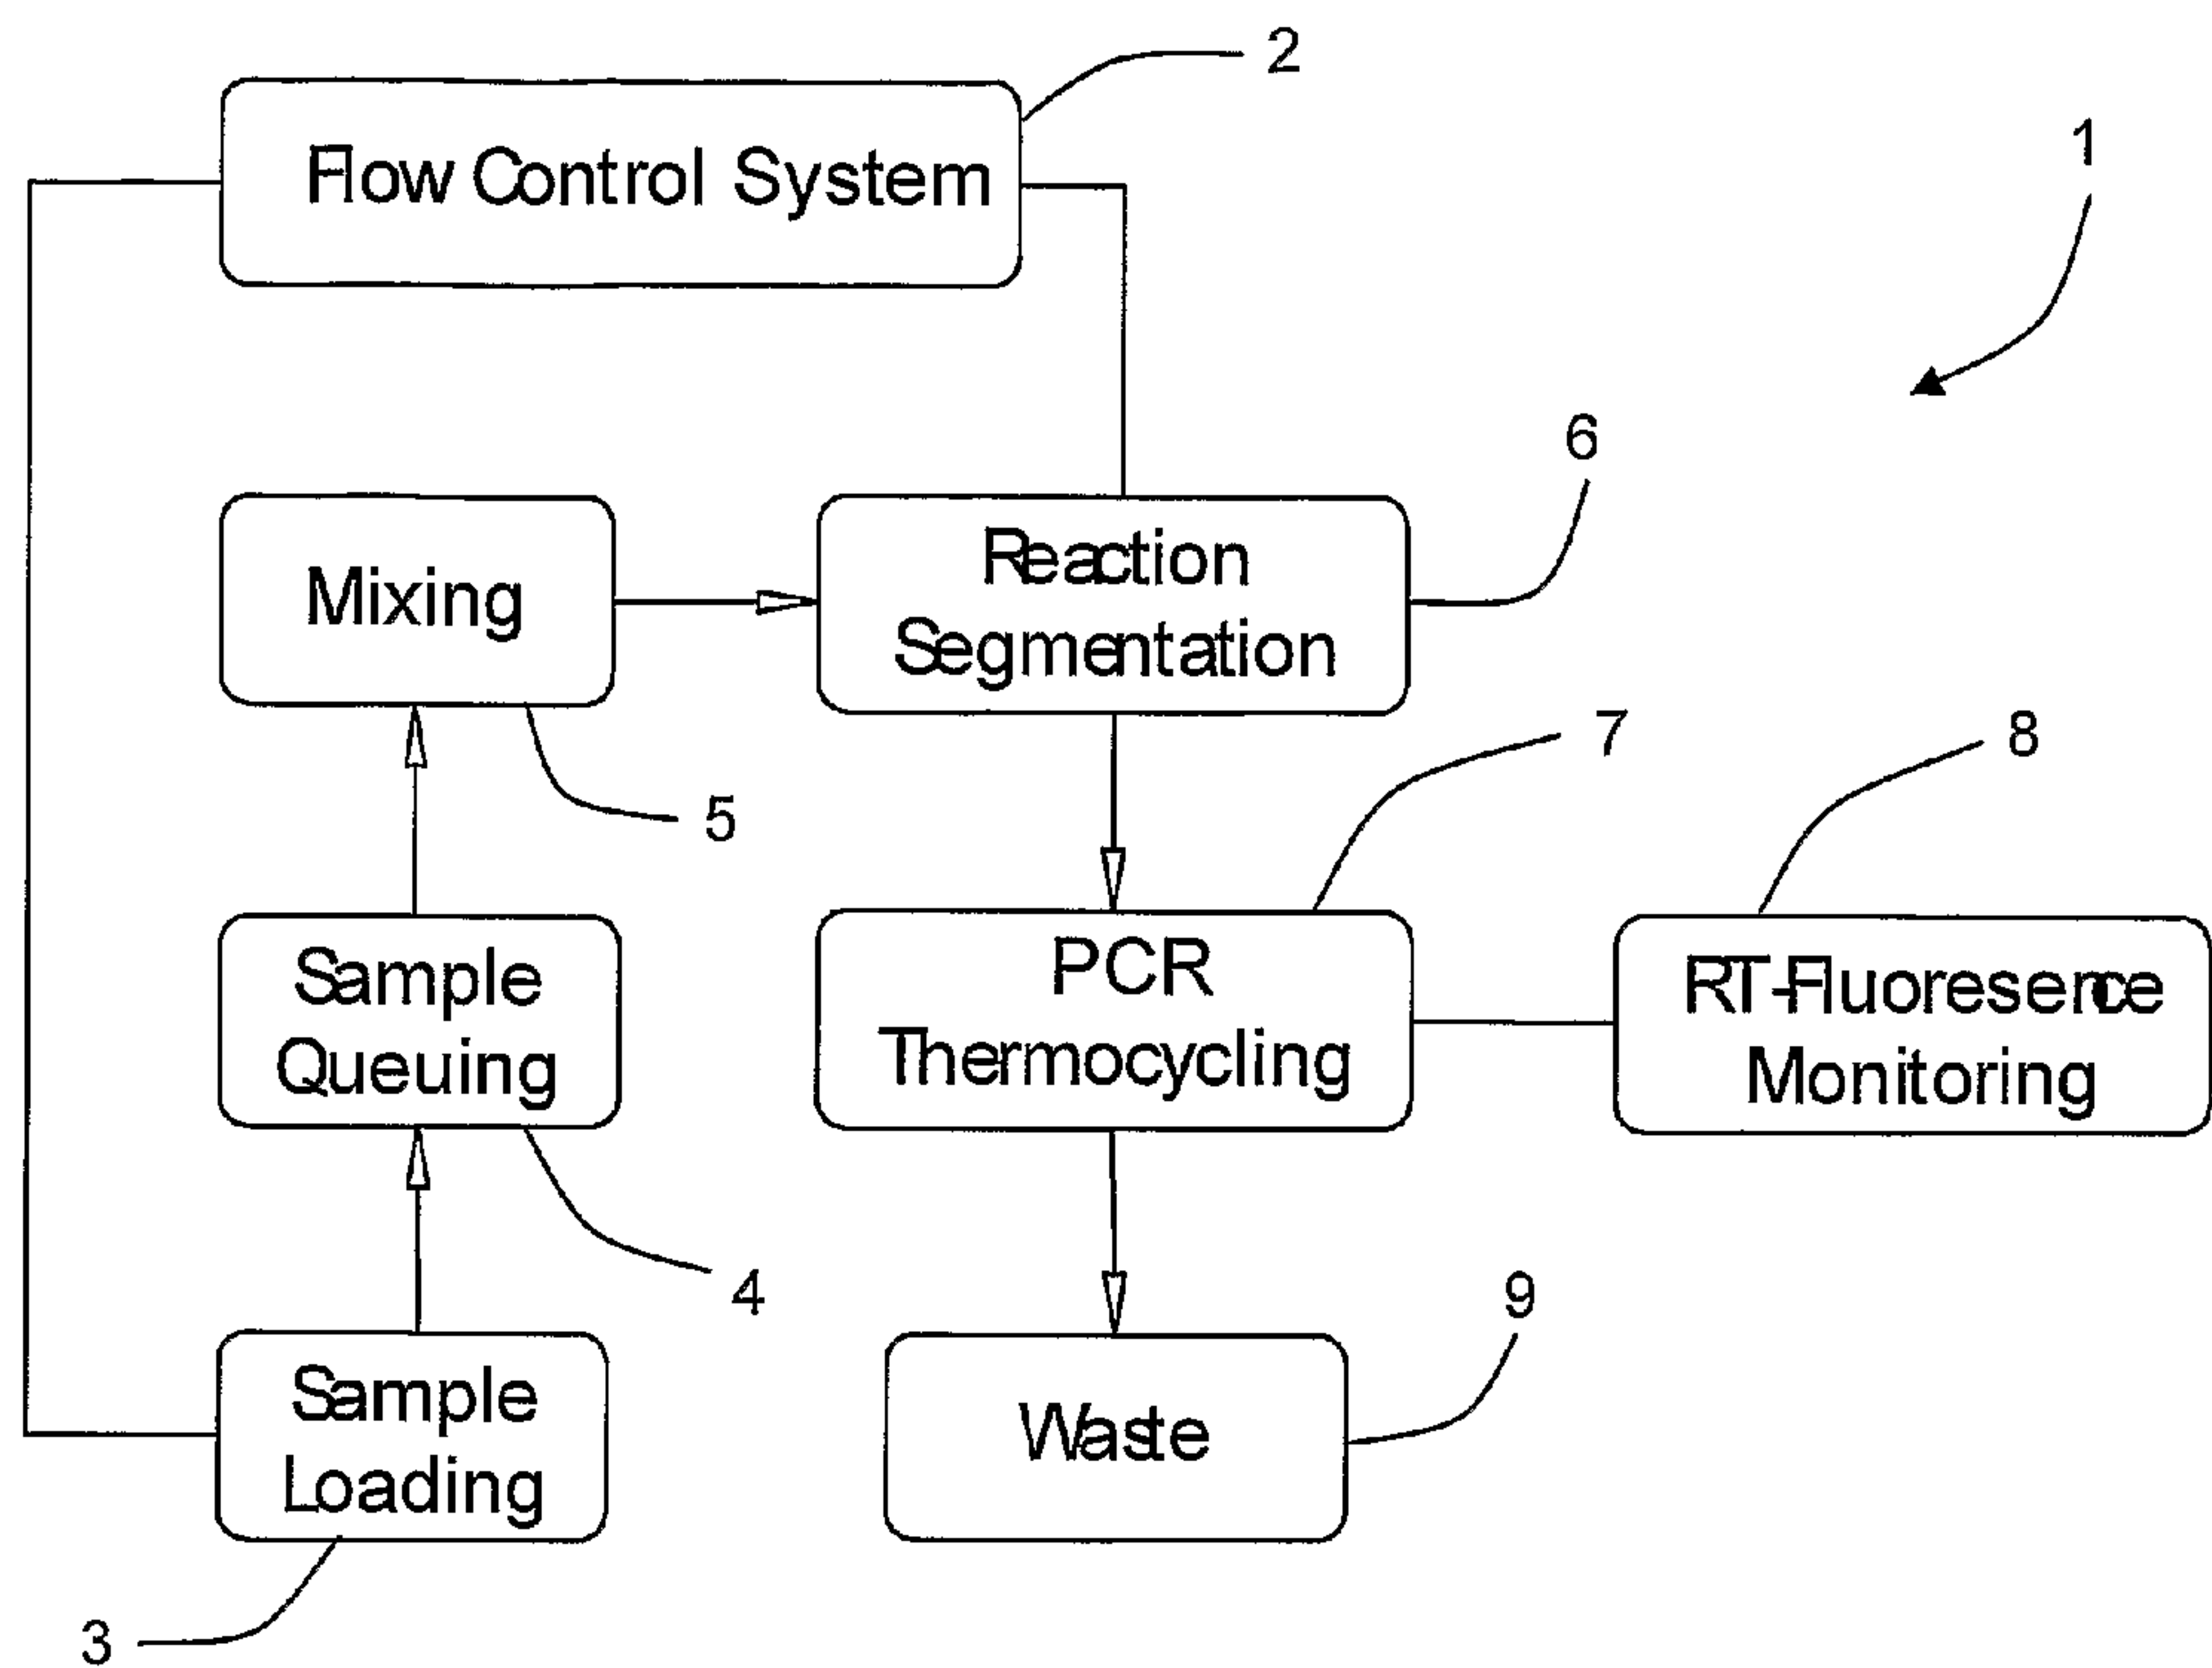 2
Flow Control System
1
6
Mixing
Reaction
Segmentation
7
8
5
Sample
Queuing
PCR
Thermocycling
RT-Fluoresence
Monitoring
4
9
Sample
Loading
Waste
3